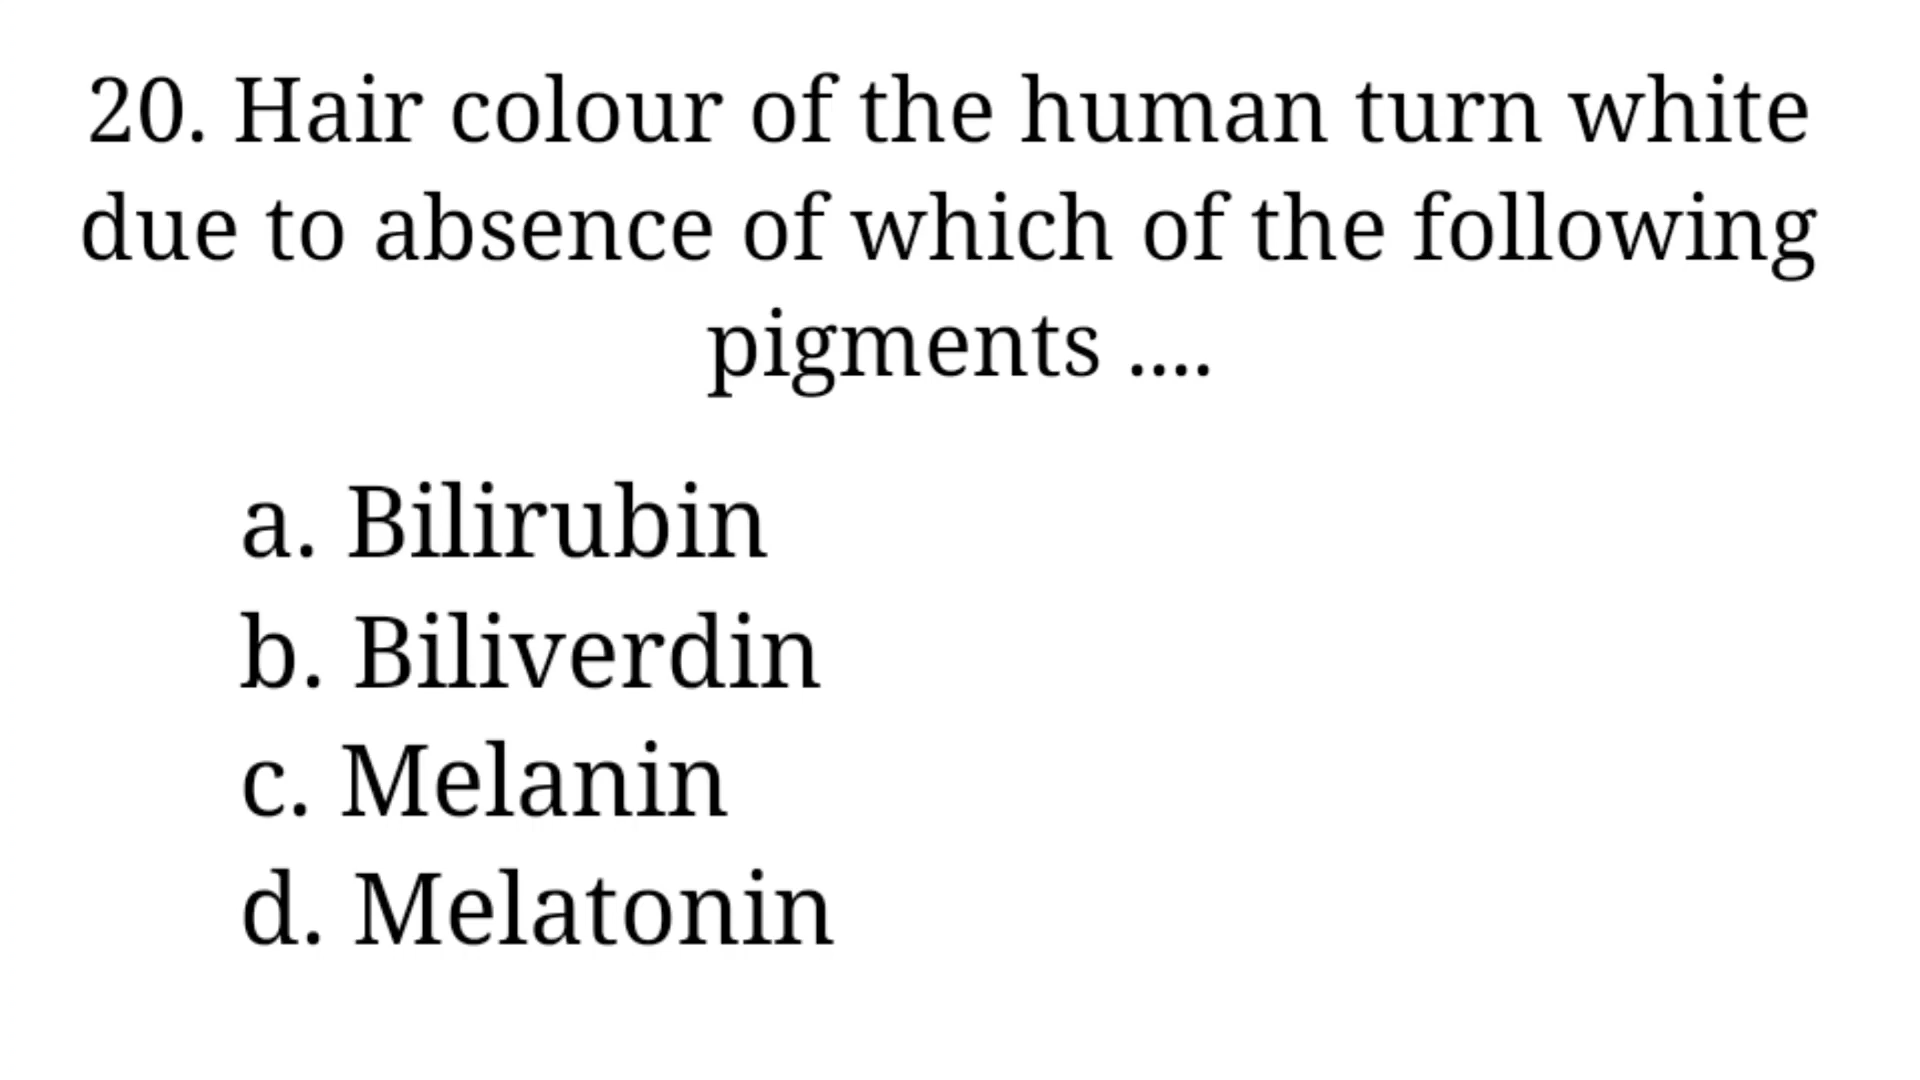 20. Hair colour of the human turn white
due to absence of which of the following
pigments ....
a. Bilirubin
b. Biliverdin
c. Melanin
d. Melatonin